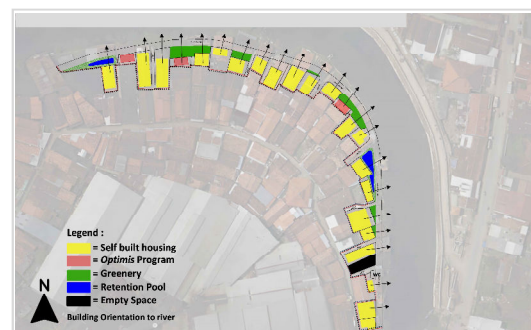 WC
Legend :
= Self built housing
= Optimis Program
= Greenery
= Retention Pool
= Empty Space
N
Building Orientation to river